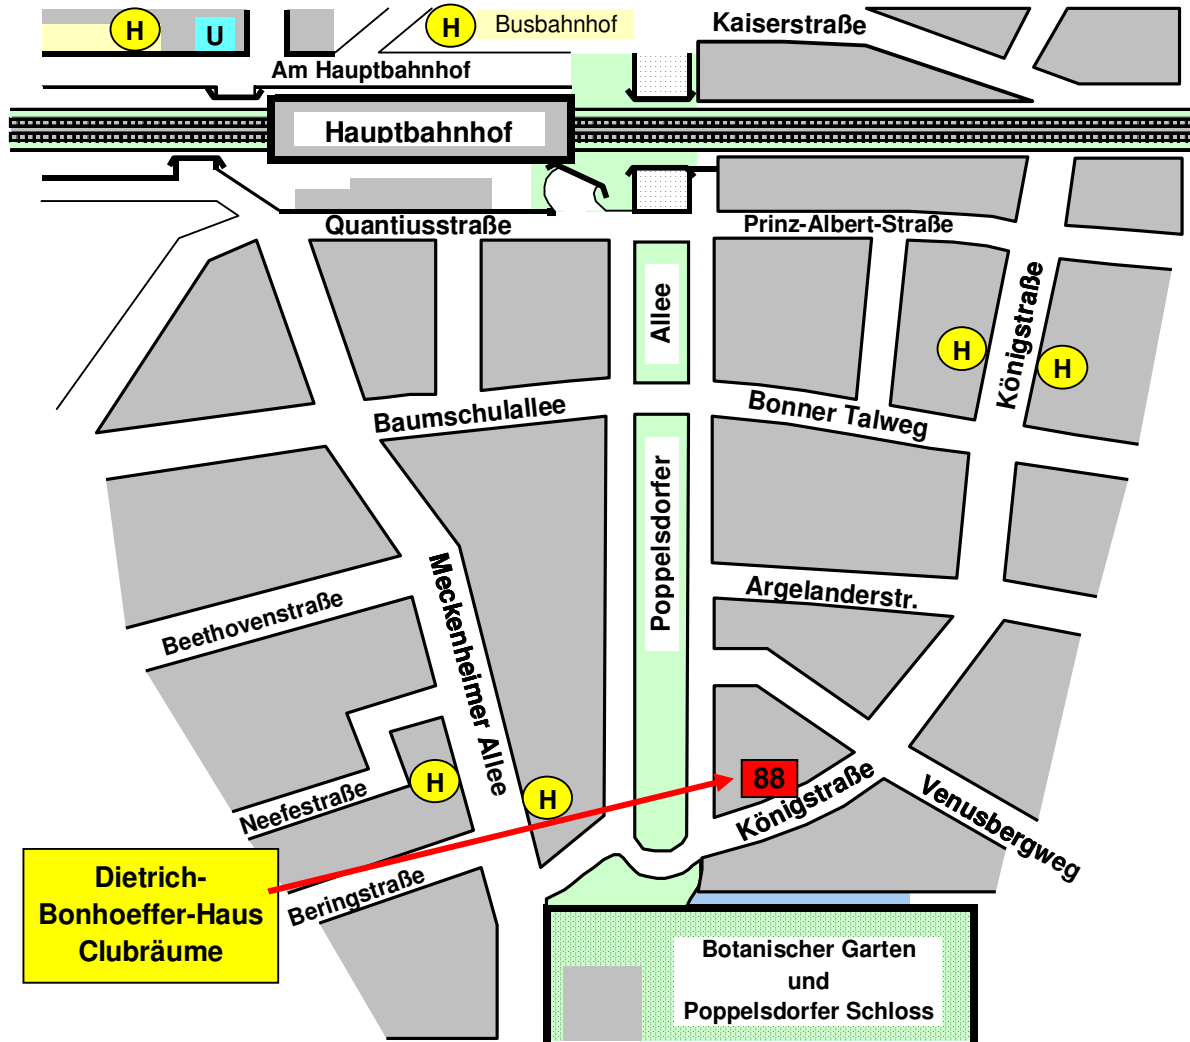 H
U
H
Busbahnhof
Kaiserstraße
Am Hauptbahnhof
Hauptbahnhof
Quantiusstraße
Prinz-Albert-Straße
Allee
Königstraße
H
H
Baumschulallee
Bonner Talweg
Poppelsdorfer
Meckenheimer Allee
Argelanderstr.
Beethovenstraße
H
H
88
Königstraße
Venusbergweg
Neefestraße
Beringstraße
Dietrich-
Bonhoeffer-Haus
Clubräume
Botanischer Garten
und
Poppelsdorfer Schloss